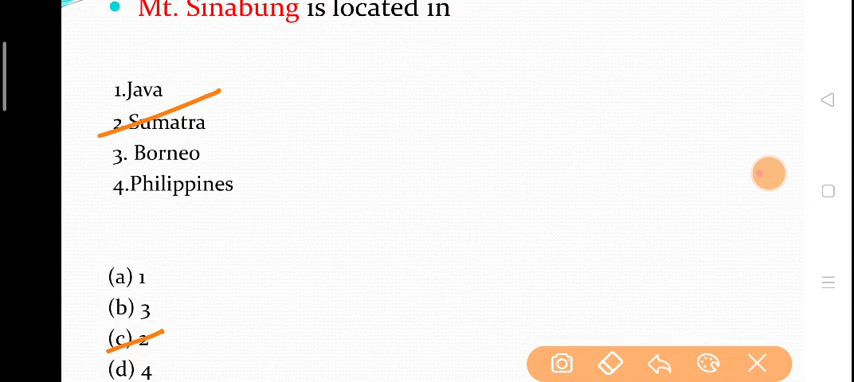 • Mt. Sinabung is located in
1.Java
2.Sumatra
3. Borneo
4.Philippines
(a) 1
(b) 3
(c) 2
(d) 4